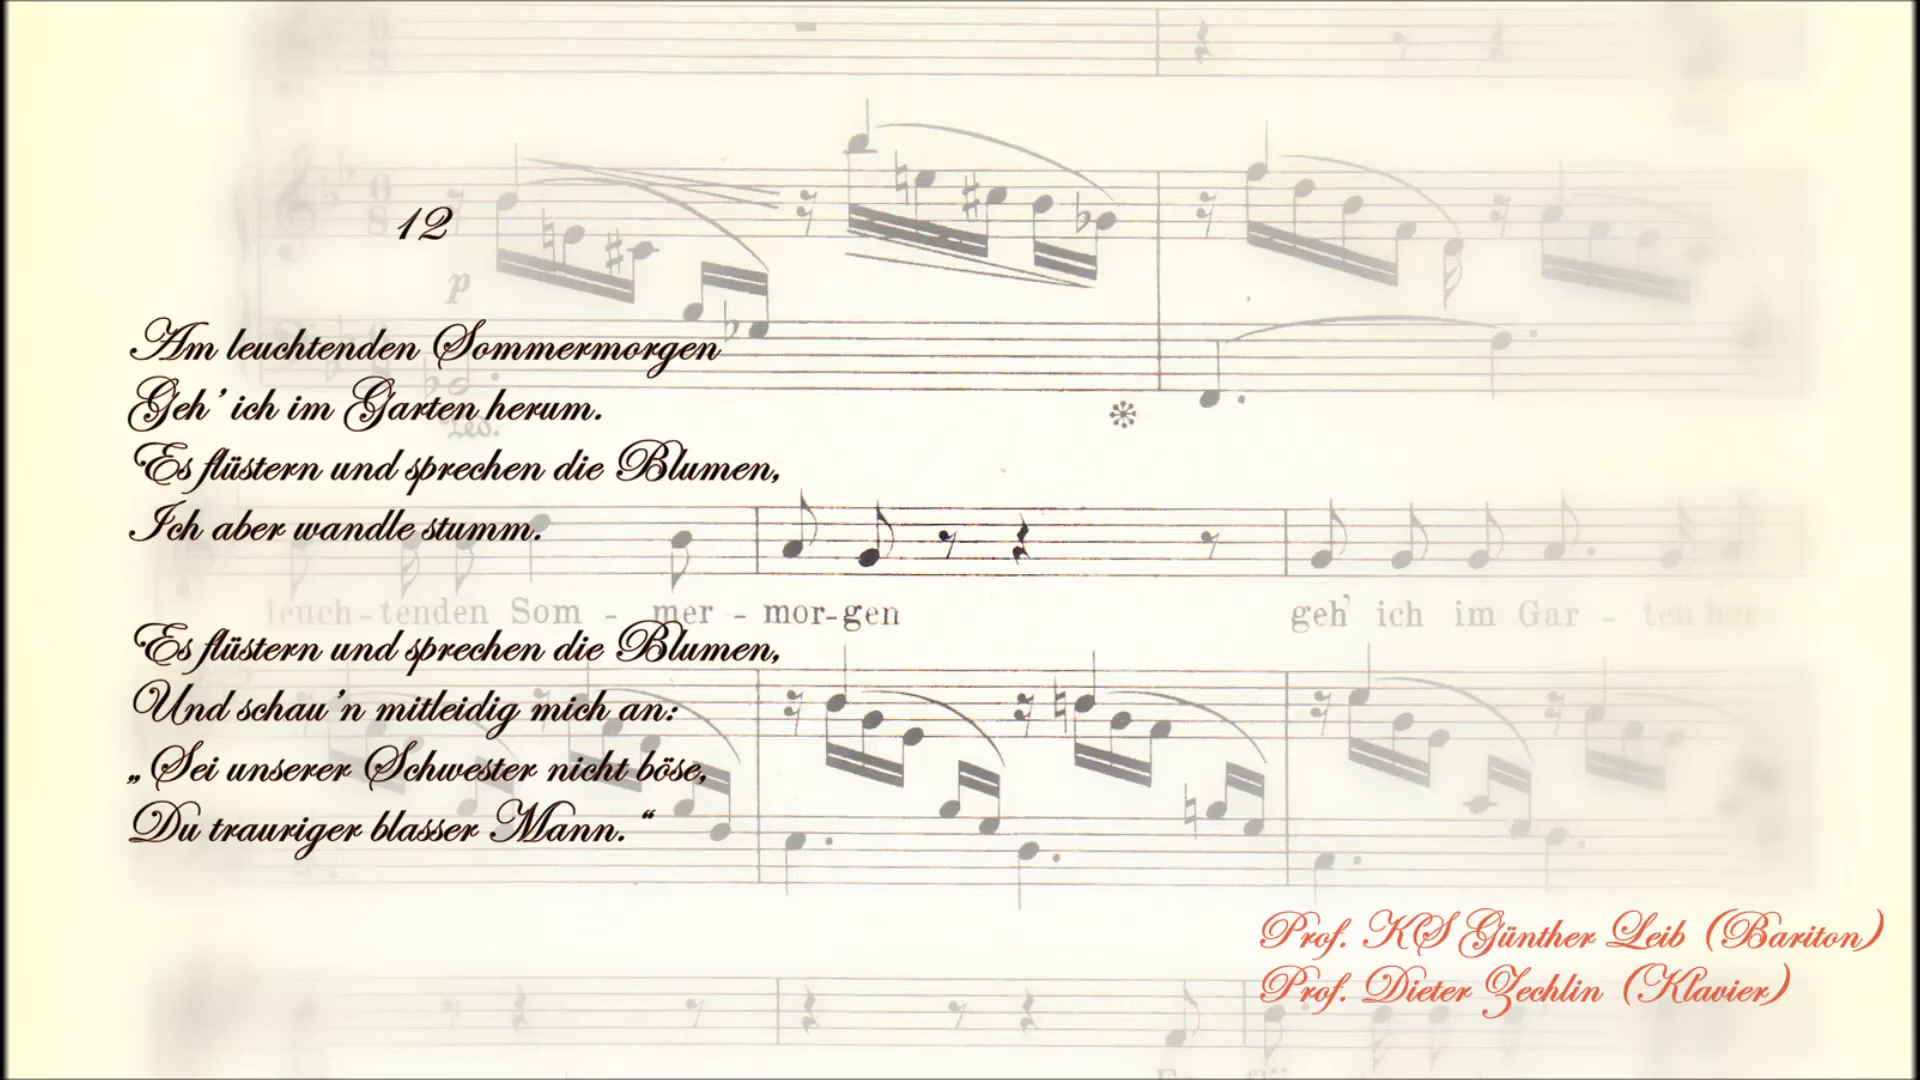 12
Am leuchtenden Sommermorgen
Geh' ich im Garten herum.
Es flüstern und sprechen die Blumen,
Ich aber wandle stumm.
leuch-tenden Som - mer - mor-gen
geh' ich im Gar - ten her
Es flüstern und sprechen die Blumen,
Und schau'n mitleidig mich an:
„Sei unserer Schwester nicht böse,
Du trauriger blasser Mann.“
Prof. KS Günther Leib (Bariton)
Prof. Dieter Zechlin (Klavier)